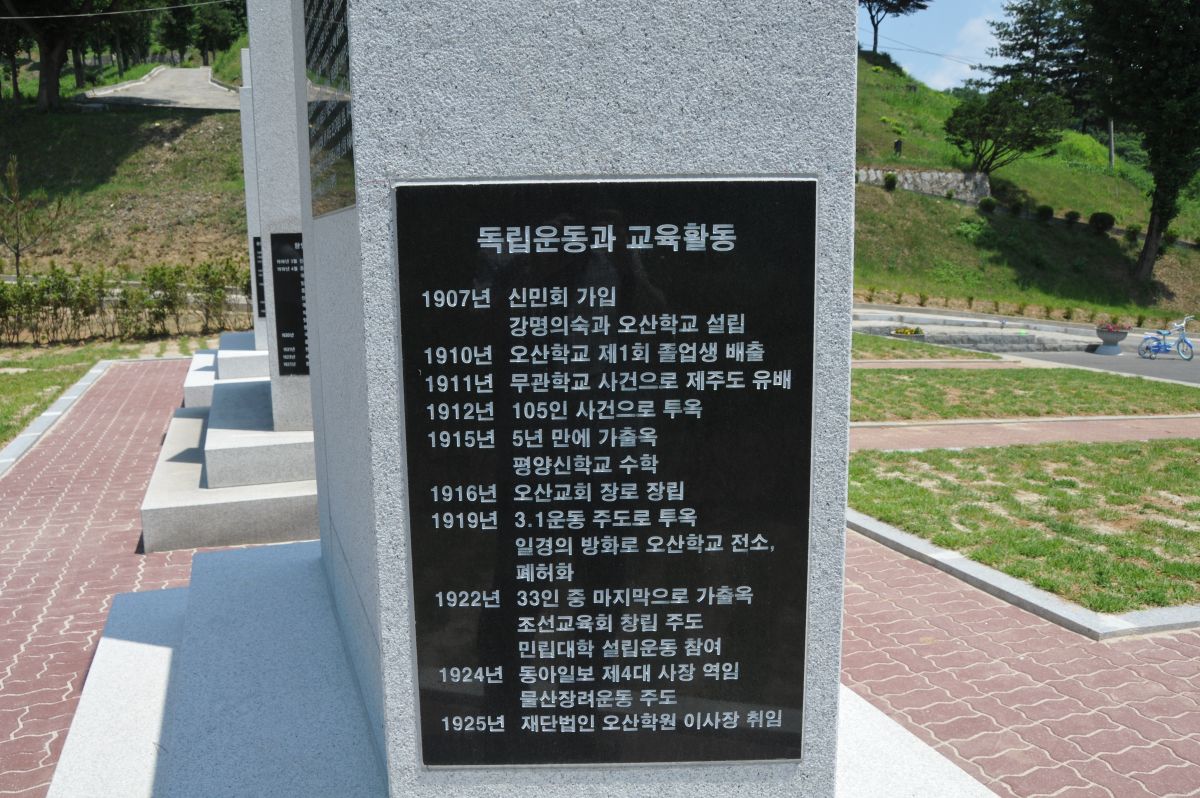 독립운동과 교육활동
1907년 신민회 가입
강명의숙과 오산학교 설립
1910년 오산학교 제1회 졸업생 배출
1911년 무관학교 사건으로 제주도 유배
1912년 105인 사건으로 투옥
1915년 5년 만에 가출옥
평양신학교 수학
1916년 오산교회 장로 장립
1919년 3.1운동 주도로 투옥
일경의 방화로 오산학교 전소,
폐허화
1922년 33인 중 마지막으로 가출옥
조선교육회 창립 주도
민립대학 설립운동 참여
1924년 동아일보 제4대 사장 역임
물산장려운동 주도
1925년 재단법인 오산학원 이사장 취임